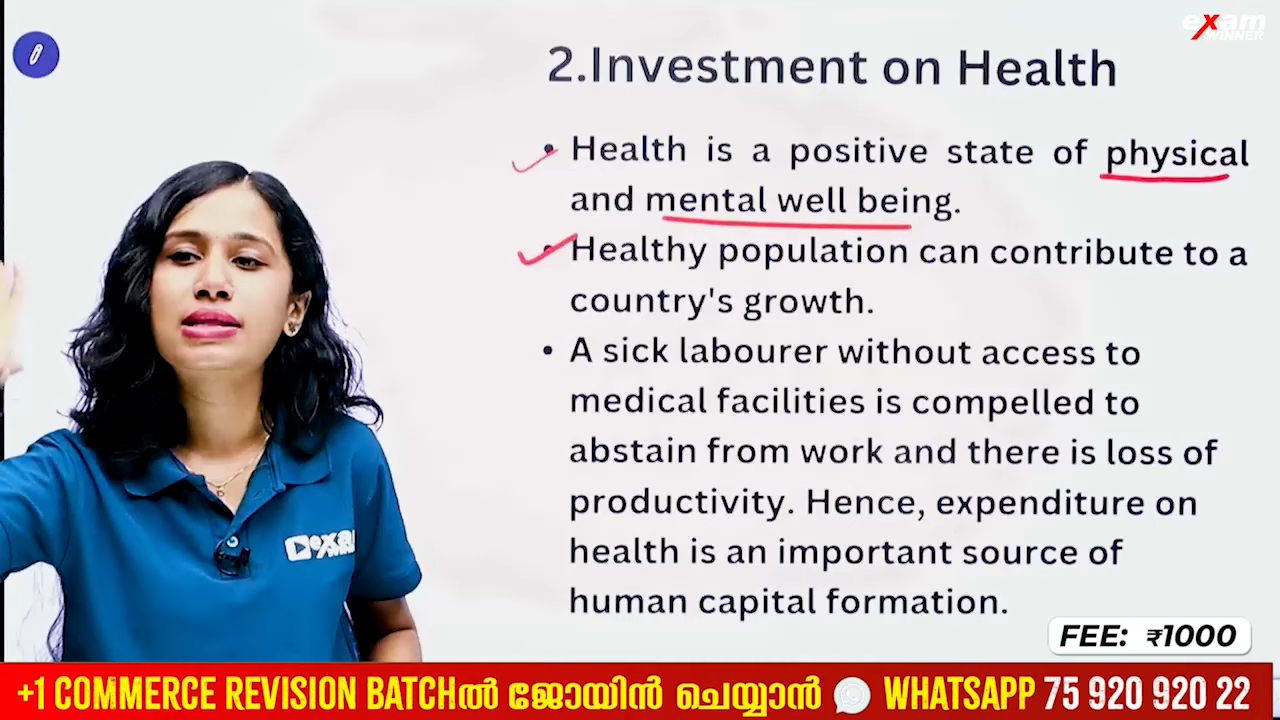 exam
WINNER
2.Investment on Health
• Health is a positive state of physical
and mental well being.
• Healthy population can contribute to a
country's growth.
• A sick labourer without access to
medical facilities is compelled to
abstain from work and there is loss of
productivity. Hence, expenditure on
health is an important source of
human capital formation.
FEE: ₹1000
+1 COMMERCE REVISION BATCHൽ ജോയിൻ ചെയ്യാൻ WHATSAPP 75 920 920 22